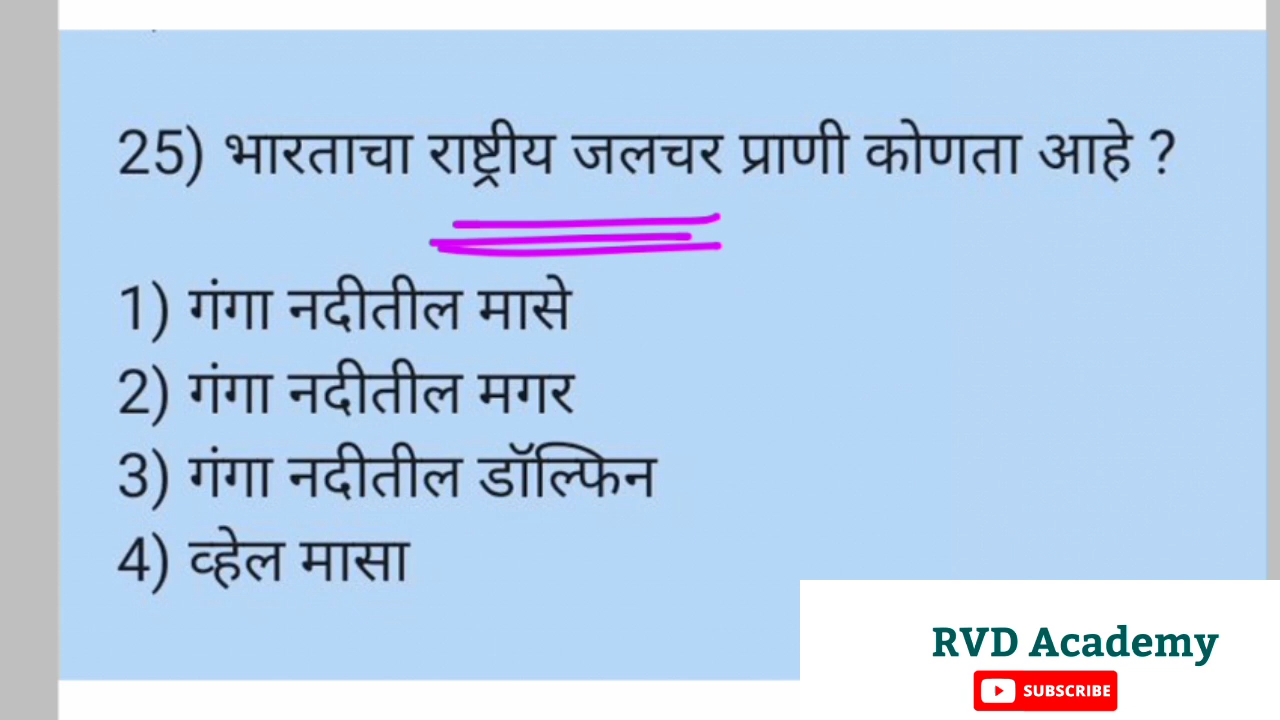 25) भारताचा राष्ट्रीय जलचर प्राणी कोणता आहे ?
1) गंगा नदीतील मासे
2) गंगा नदीतील मगर
3) गंगा नदीतील डॉल्फिन
4) व्हेल मासा
RVD Academy
SUBSCRIBE